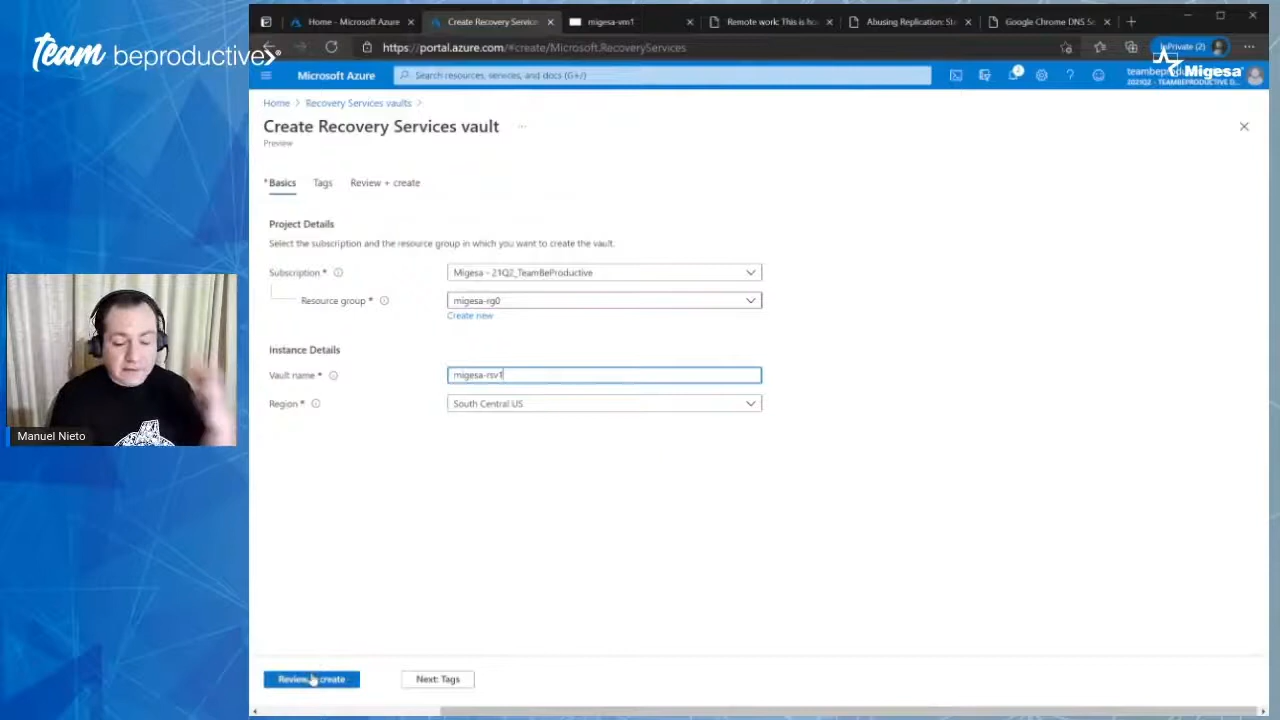 team beproductive
Home - Microsoft Azure
Create Recovery Servic
migesa-vm1
Remote work: This is ho
Abusing Replication: St
Google Chrome DNS Se
https://portal.azure.com/#create/Microsoft.RecoveryServices
InPrivate (2)
Migesa
Microsoft Azure
Search resources, services, and docs (G+/)
Home > Recovery Services vaults >
Create Recovery Services vault
Preview
* Basics
Tags
Review + create
Project Details
Select the subscription and the resource group in which you want to create the vault.
Subscription *
Migesa - 21Q2_TeamBeProductive
Resource group *
migesa-rg0
Create new
Instance Details
Vault name *
migesa-rsv1
Region *
South Central US
Manuel Nieto
Review + create
Next: Tags